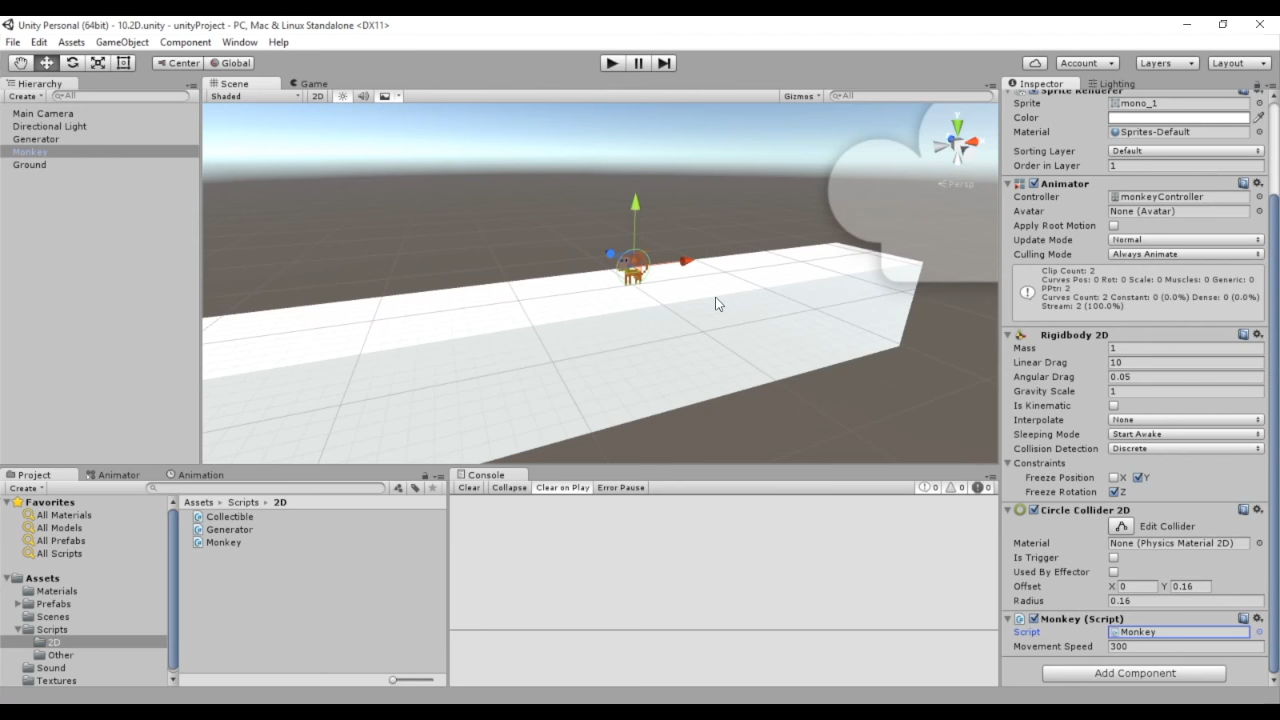 Unity Personal (64bit) - 10.2D.unity - unityProject - PC, Mac & Linux Standalone <DX11>
File Edit Assets GameObject Component Window Help
Center Global Account Layers Layout
Hierarchy
Create All
Main Camera
Directional Light
Generator
Monkey
Ground
Scene Game
Shaded 2D Gizmos All
Y
Persp
Inspector Lighting
Sprite Renderer
Sprite mono_1
Color
Material Sprites-Default
Sorting Layer Default
Order in Layer 1
Animator
Controller monkeyController
Avatar None (Avatar)
Apply Root Motion
Update Mode Normal
Culling Mode Always Animate
Clip Count: 2
Curves Pos: 0 Rot: 0 Scale: 0 Muscles: 0 Generic: 0
PPtr: 2
Curves Count: 2 Constant: 0 (0.0%) Dense: 0 (0.0%)
Stream: 2 (100.0%)
Rigidbody 2D
Mass 1
Linear Drag 10
Angular Drag 0.05
Gravity Scale 1
Is Kinematic
Interpolate None
Sleeping Mode Start Awake
Collision Detection Discrete
Constraints
Freeze Position X Y
Freeze Rotation Z
Circle Collider 2D
Edit Collider
Material None (Physics Material 2D)
Is Trigger
Used By Effector
Offset X 0 Y 0.16
Radius 0.16
Monkey (Script)
Script Monkey
Movement Speed 300
Add Component
Project Animator Animation
Create
Favorites
All Materials
All Models
All Prefabs
All Scripts
Assets
Materials
Prefabs
Scenes
Scripts
2D
Other
Sound
Textures
Assets Scripts 2D
Collectible
Generator
Monkey
Console
Clear Collapse Clear on Play Error Pause 0 0 0